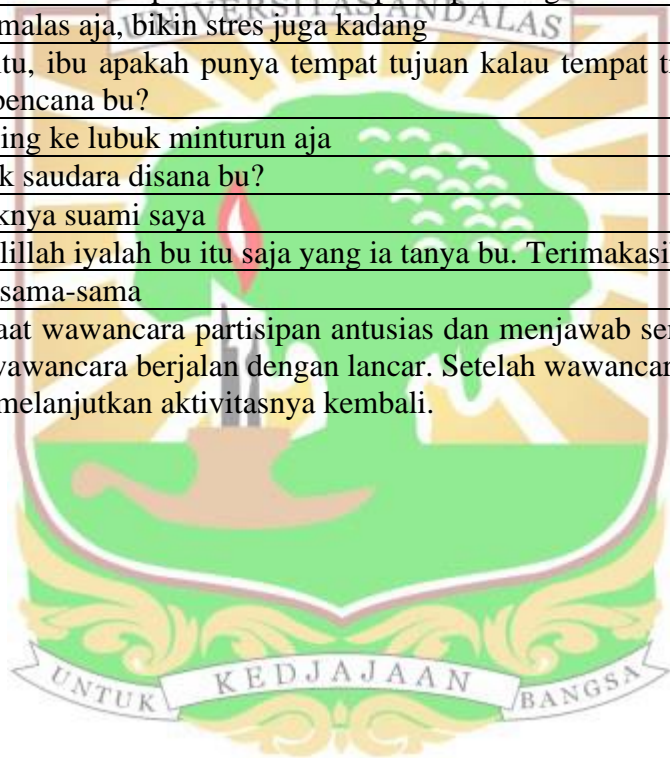 UNIVERSITAS ANDALAS
malas aja, bikin stres juga kadang
tu, ibu apakah punya tempat tujuan kalau tempat
bencana bu?
ing ke lubuk minturun aja
k saudara disana bu?
knya suami saya
lillah iyalah bu itu saja yang ia tanya bu. Terimakasi
sama-sama
aat wawancara partisipan antusias dan menjawab
wawancara berjalan dengan lancar. Setelah wawancar
melanjutkan aktivitasnya kembali.
UNTUK KEDJAJAAN BANGSA